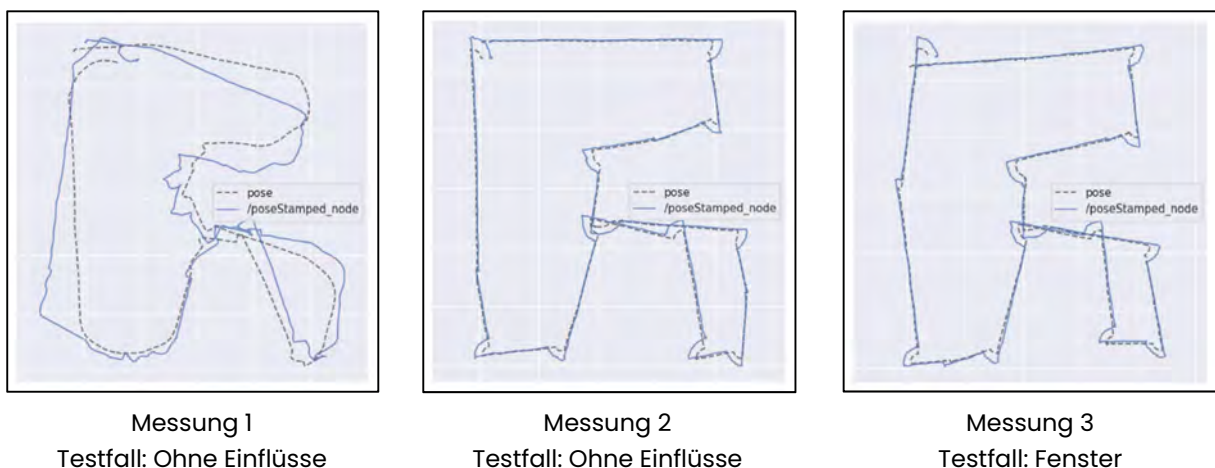 pose
/poseStamped_node
pose
/poseStamped_node
pose
/poseStamped_node
Messung 1
Messung 2
Messung 3
Testfall: Ohne Einflüsse
Testfall: Ohne Einflüsse
Testfall: Fenster